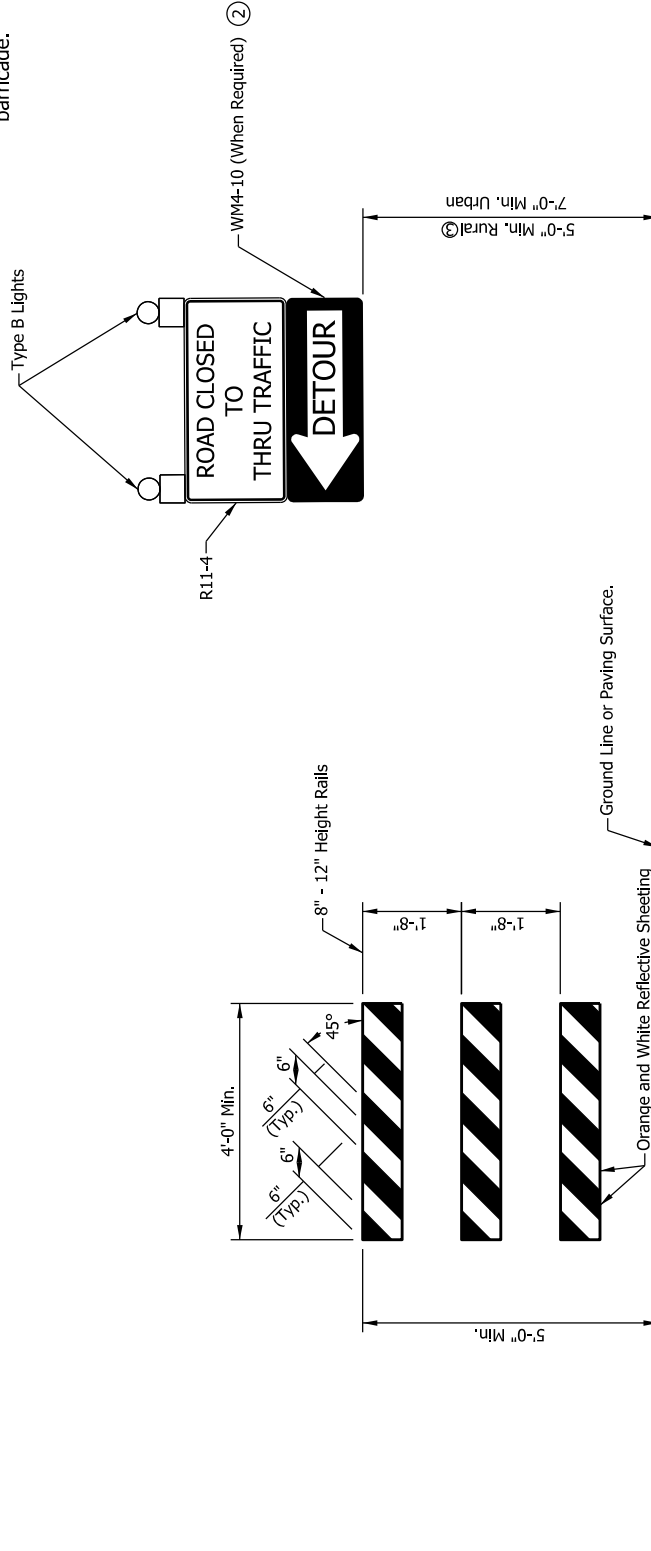 barricade.
Type B Lights
WM4-10 (When Required) ②
R11-4
ROAD CLOSED
TO
THRU TRAFFIC
DETOUR
5'-0" Min. Rural ③
7'-0" Min. Urban
8" - 12" Height Rails
4'-0" Min.
6"
(Typ.)
6"
6"
(Typ.)
6"
45°
1'-8"
1'-8"
5'-0" Min.
Ground Line or Paving Surface.
Orange and White Reflective Sheeting